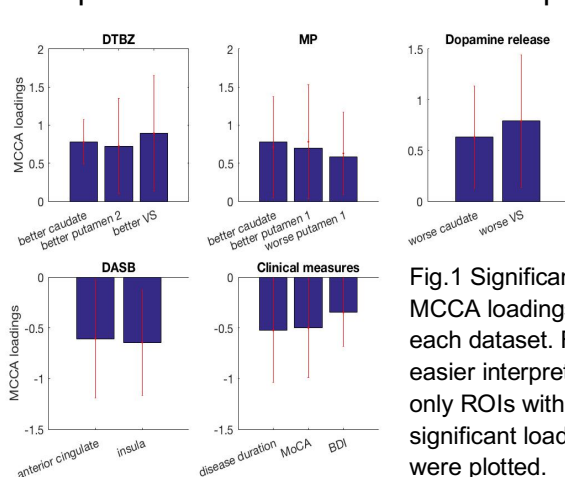 DTBZ
MP
Dopamine release
MCCA loadings
2
1.5
1
0.5
0
better caudate
better putamen 2
better VS
2
1.5
1
0.5
0
better caudate
better putamen 1
worse putamen 1
1.5
1
0.5
0
worse caudate
worse VS
DASB
Clinical measures
MCCA loadings
0
-0.5
-1
-1.5
anterior cingulate
insula
0
-0.5
-1
-1.5
disease duration
MoCA
BDI
Fig.1 Significan
MCCA loadings
each dataset. F
easier interpret
only ROIs with
significant load
were plotted.